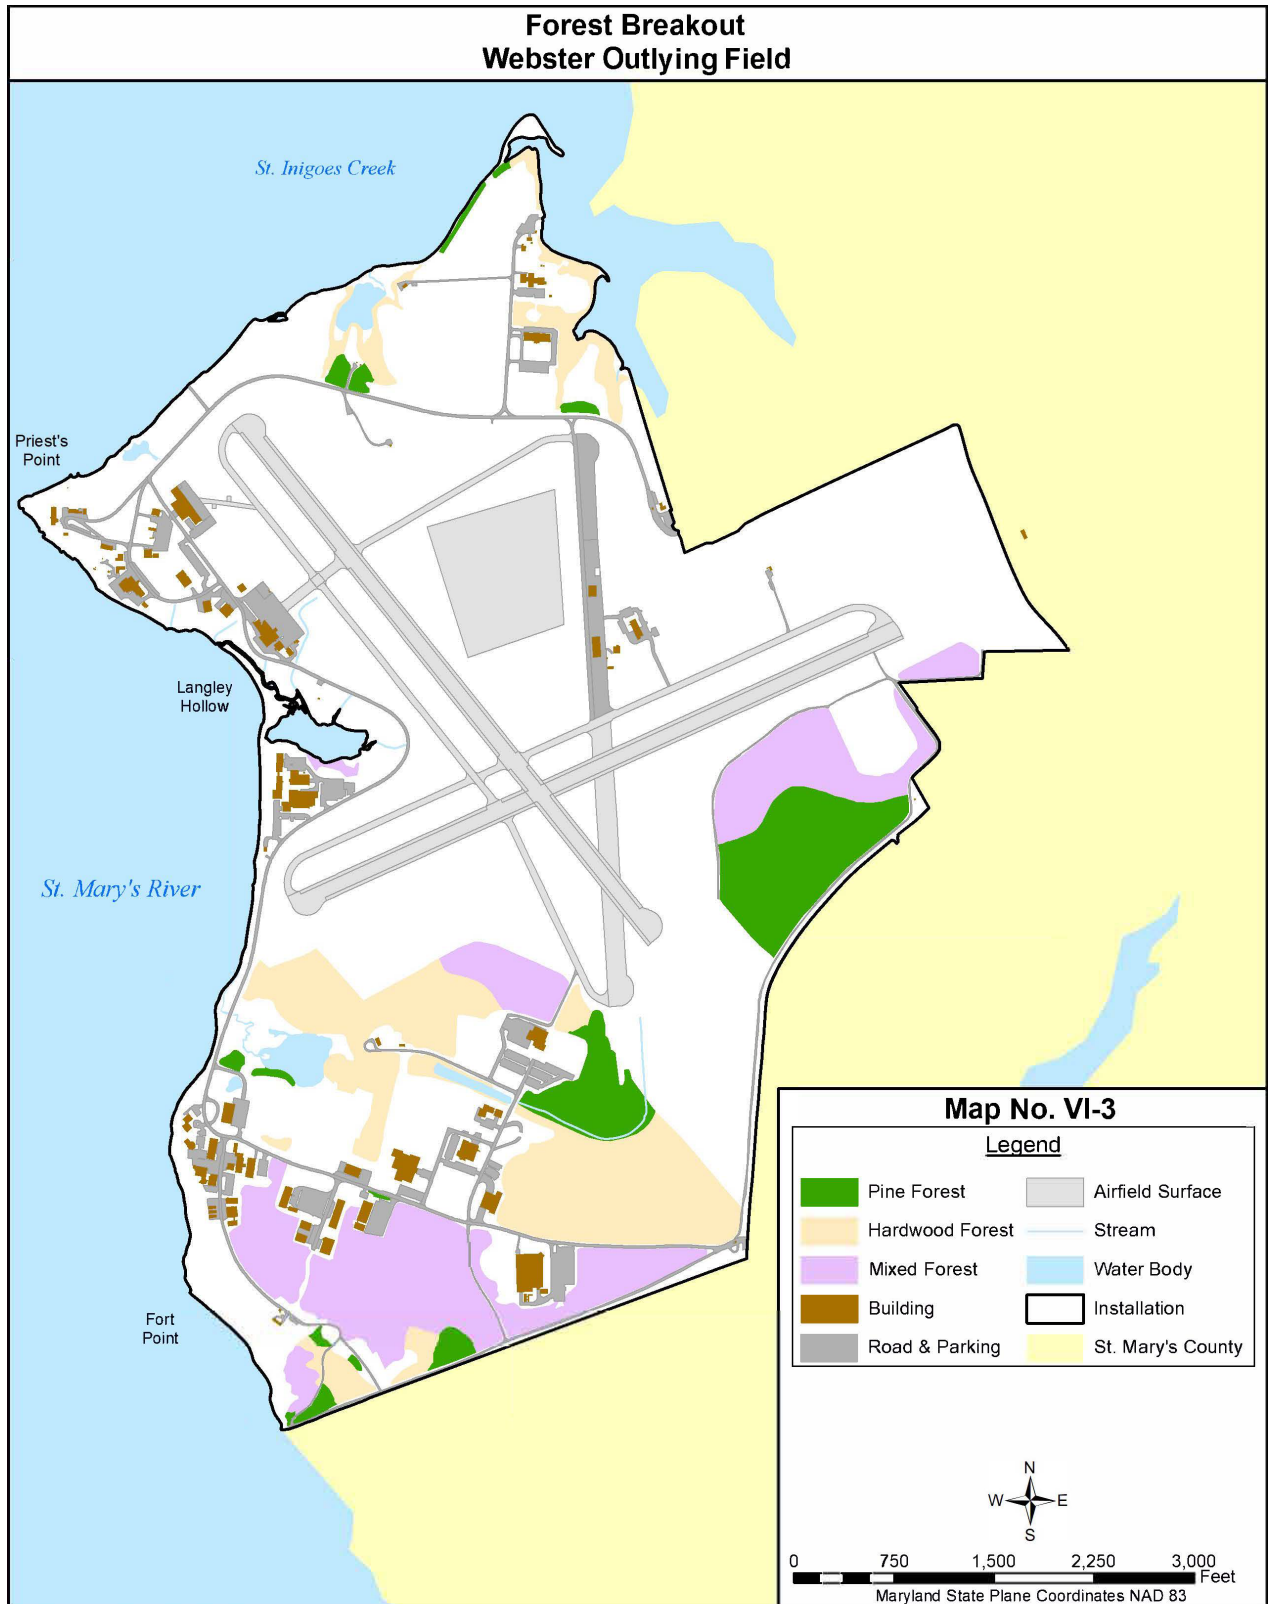 Forest Breakout
Webster Outlying Field
St. Inigoes Creek
Priest's
Point
Langley
Hollow
St. Mary's River
Fort
Point
Map No. VI-3
Legend
Pine Forest
Airfield Surface
Hardwood Forest
Stream
Mixed Forest
Water Body
Building
Installation
Road & Parking
St. Mary's County
N
W E
S
0 750 1,500 2,250 3,000
Feet
Maryland State Plane Coordinates NAD 83